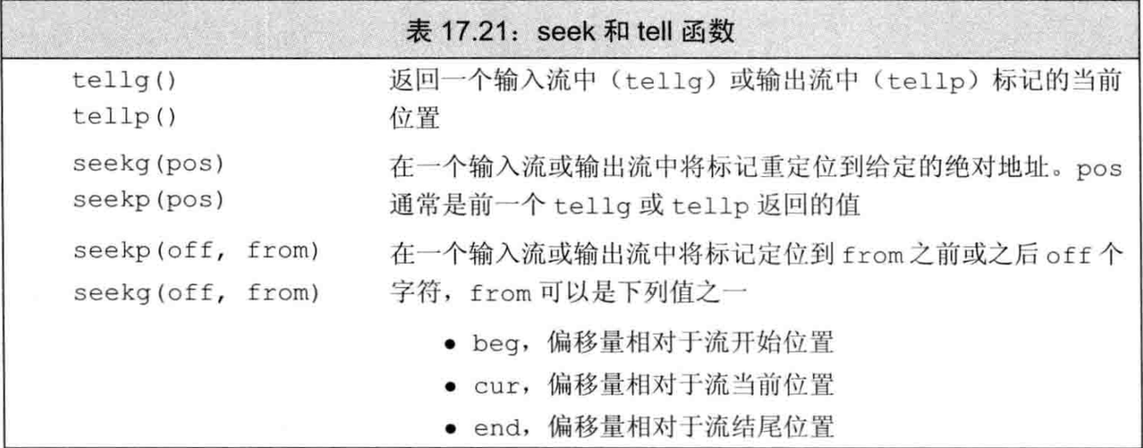 表 17.21：seek 和 tell 函数
tellg() 返回一个输入流中（tellg）或输出流中（tellp）标记的当前
tellp() 位置
seekg(pos) 在一个输入流或输出流中将标记重定位到给定的绝对地址。pos
seekp(pos) 通常是前一个 tellg 或 tellp 返回的值
seekp(off, from) 在一个输入流或输出流中将标记定位到 from 之前或之后 off 个
seekg(off, from) 字符，from 可以是下列值之一
● beg，偏移量相对于流开始位置
● cur，偏移量相对于流当前位置
● end，偏移量相对于流结尾位置